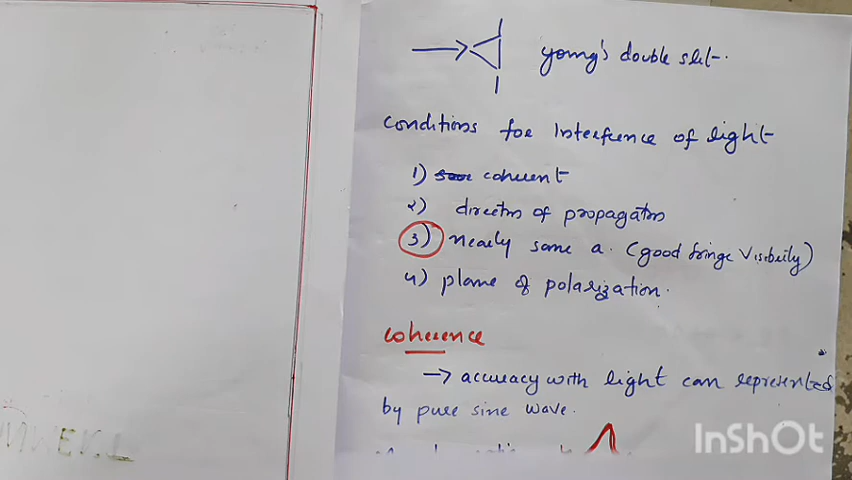 young's double slit.
conditions for Interfrence of light
1) coherent
2) direction of propagation
3) nearly same a. (good fringe Visibility)
4) plane of polarization.
coherence
→ accuracy with light can represented
by pure sine wave.
InShOt